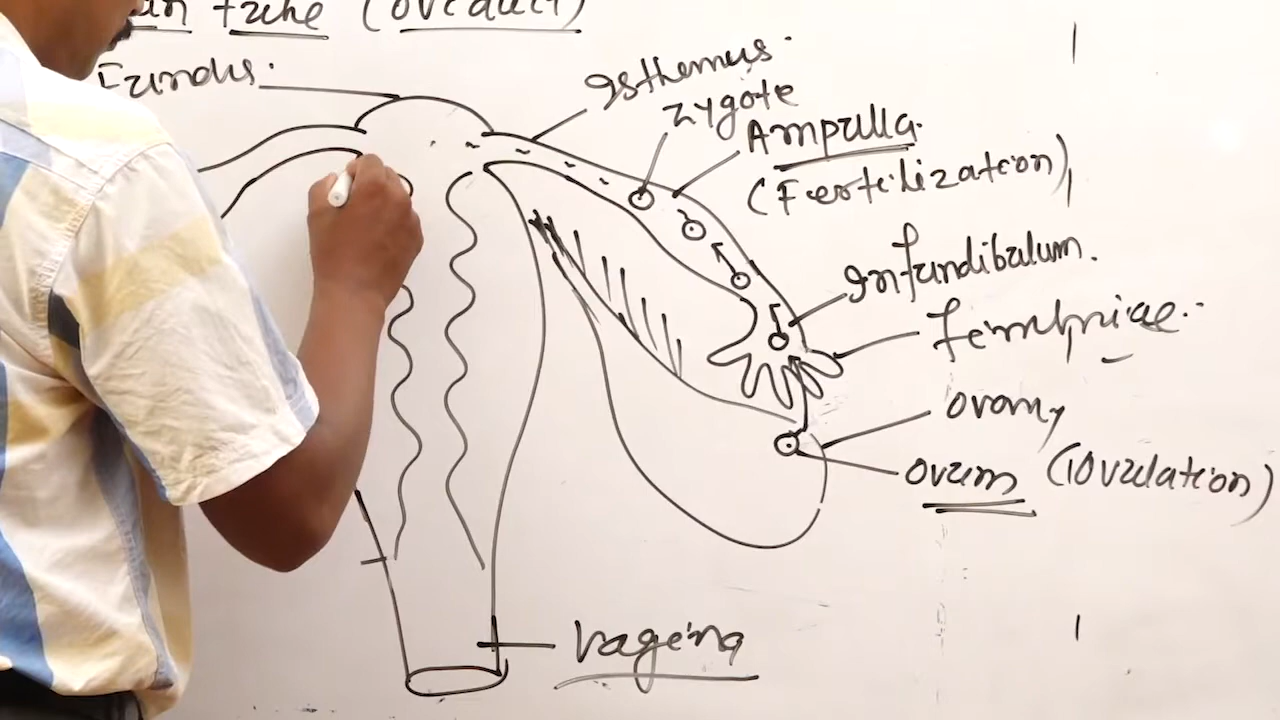 tube (oviduct)
Fundus.
Isthemus.
Zygote
Ampulla.
(Fertilization)
Infundibulum.
Fimbriae.
Ovary
Ovum (Ovulation)
Vagina